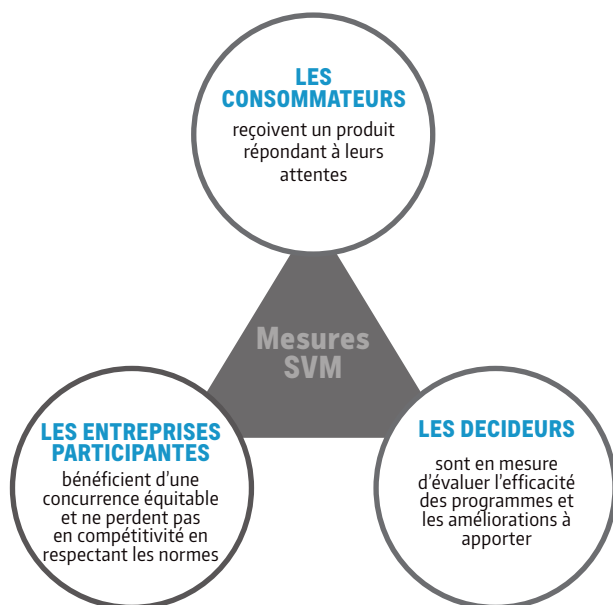 LES
CONSOMMATEURS
reçoivent un produit
répondant à leurs
attentes
Mesures
SVM
LES ENTREPRISES
PARTICIPANTES
bénéficient d'une
concurrence équitable
et ne perdent pas
en compétitivité en
respectant les normes
LES DECIDEURS
sont en mesure
d'évaluer l'efficacité
des programmes et
les améliorations à
apporter